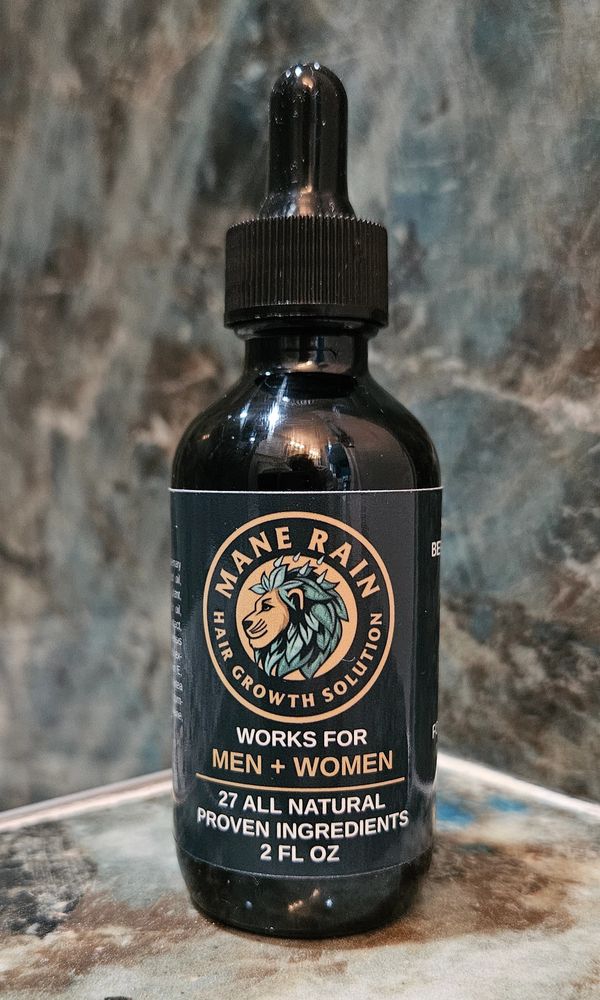 MANE RAIN
HAIR GROWTH SOLUTION
WORKS FOR
MEN + WOMEN
27 ALL NATURAL
PROVEN INGREDIENTS
2 FL OZ